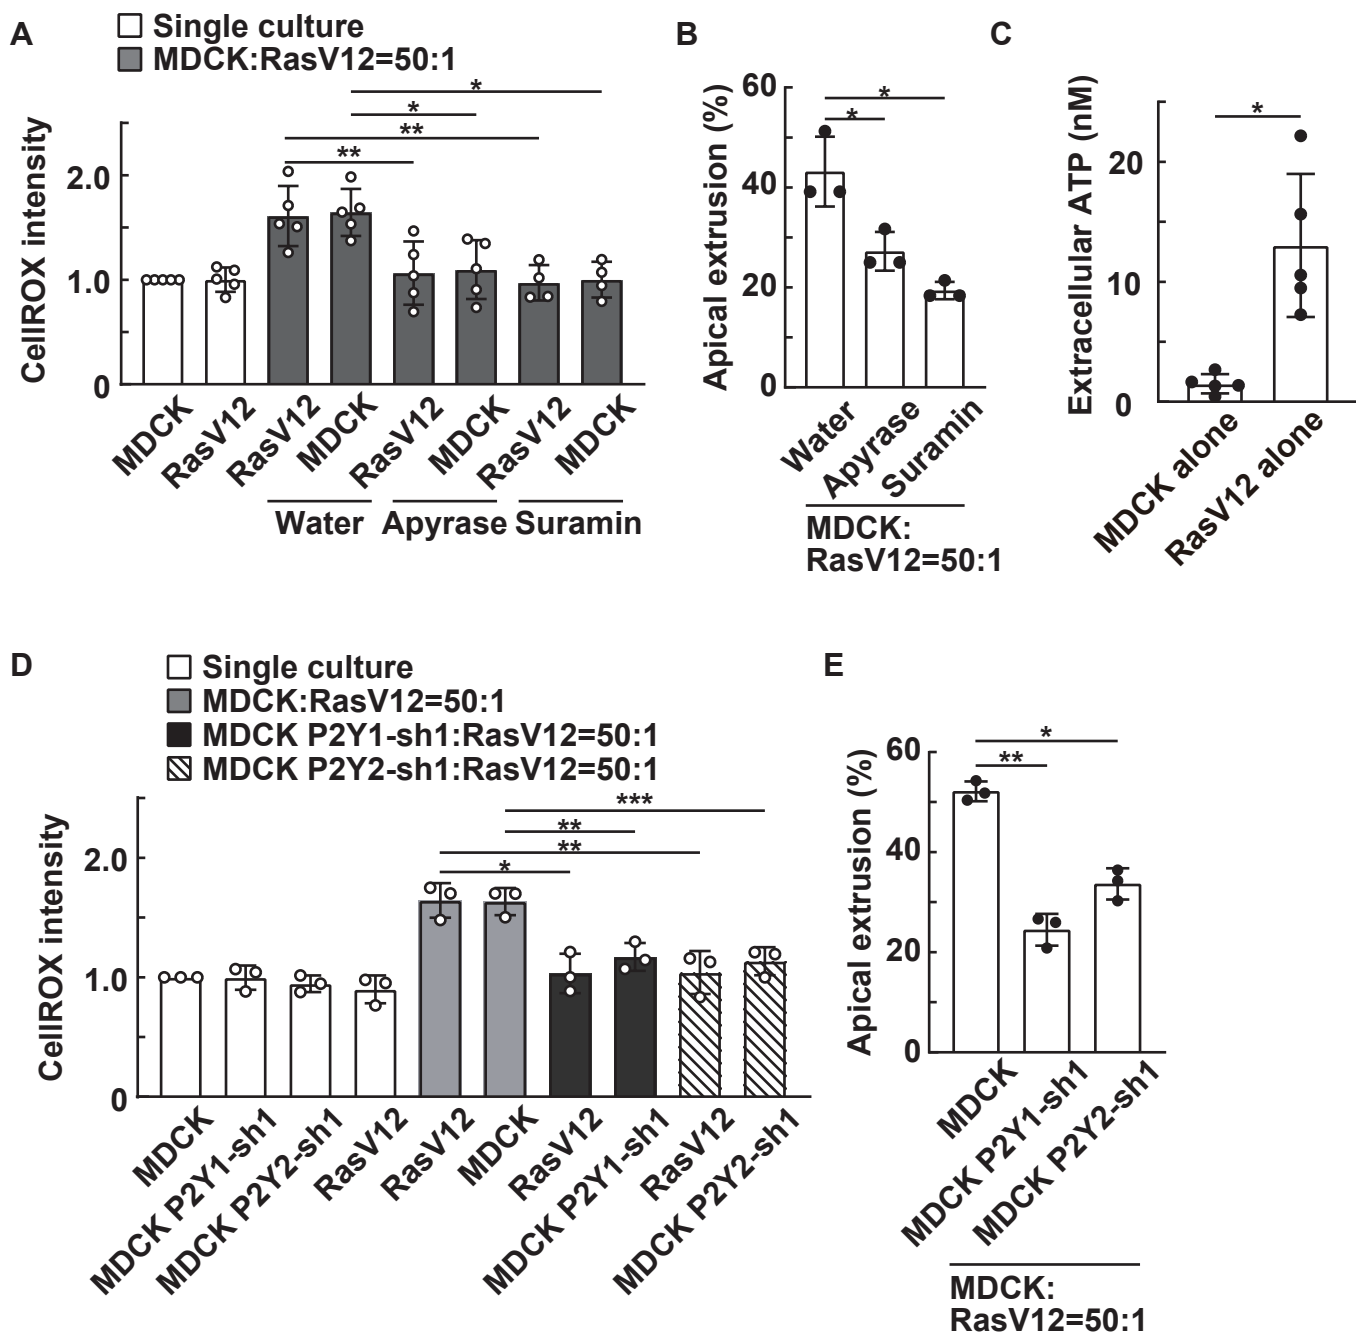 A
Single culture
MDCK:RasV12=50:1
CellROX intensity
2.0
1.0
0
*
*
**
**
MDCK
RasV12
RasV12
MDCK
RasV12
MDCK
RasV12
MDCK
Water
Apyrase
Suramin
B
Apical extrusion (%)
60
40
20
0
*
*
Water
Apyrase
Suramin
MDCK:
RasV12=50:1
C
Extracellular ATP (nM)
20
10
0
*
MDCK alone
RasV12 alone
D
Single culture
MDCK:RasV12=50:1
MDCK P2Y1-sh1:RasV12=50:1
MDCK P2Y2-sh1:RasV12=50:1
CellROX intensity
2.0
1.0
0
***
**
**
*
MDCK
MDCK P2Y1-sh1
MDCK P2Y2-sh1
RasV12
RasV12
MDCK
RasV12
MDCK P2Y1-sh1
RasV12
MDCK P2Y2-sh1
E
Apical extrusion (%)
60
40
20
0
*
**
MDCK
MDCK P2Y1-sh1
MDCK P2Y2-sh1
MDCK:
RasV12=50:1